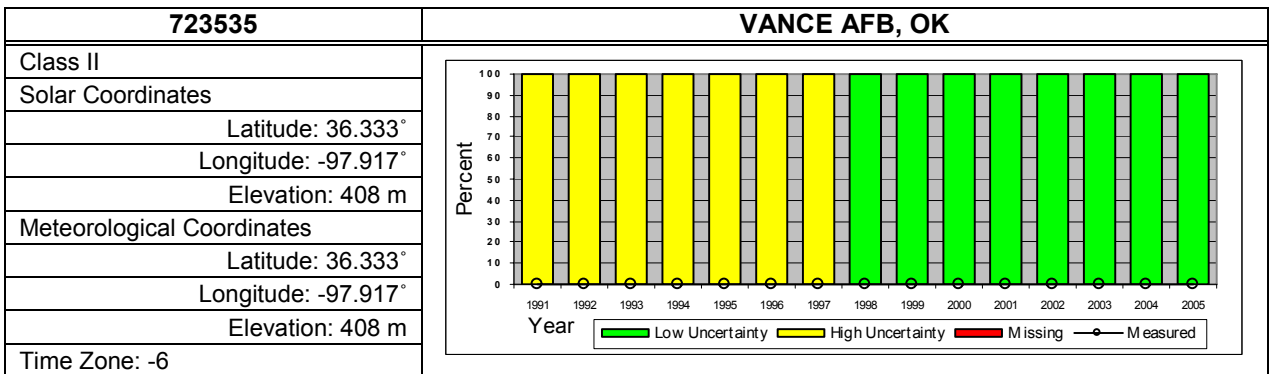 723535
VANCE AFB, OK
Class II
Solar Coordinates
Latitude: 36.333˚
Longitude: -97.917˚
Elevation: 408 m
Meteorological Coordinates
Latitude: 36.333˚
Longitude: -97.917˚
Elevation: 408 m
Time Zone: -6
Percent
100
90
80
70
60
50
40
30
20
10
0
1991 1992 1993 1994 1995 1996 1997 1998 1999 2000 2001 2002 2003 2004 2005
Year
Low Uncertainty High Uncertainty Missing Measured